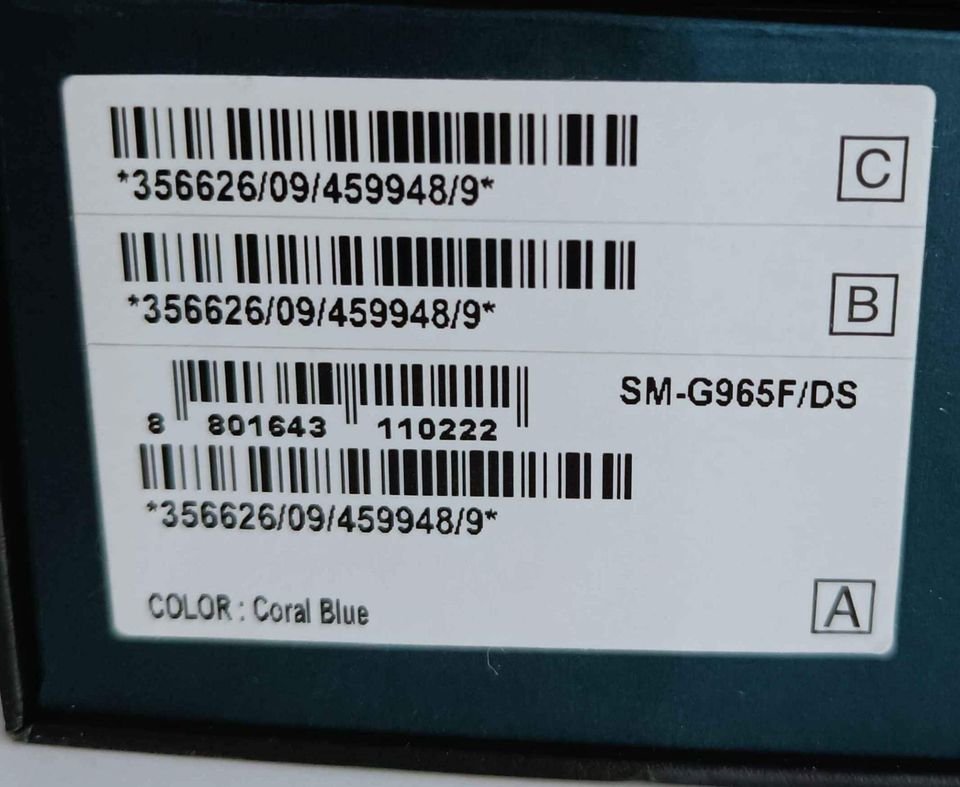 *356626/09/459948/9*
C
*356626/09/459948/9*
B
SM-G965F/DS
8 801643 110222
*356626/09/459948/9*
COLOR : Coral Blue
A